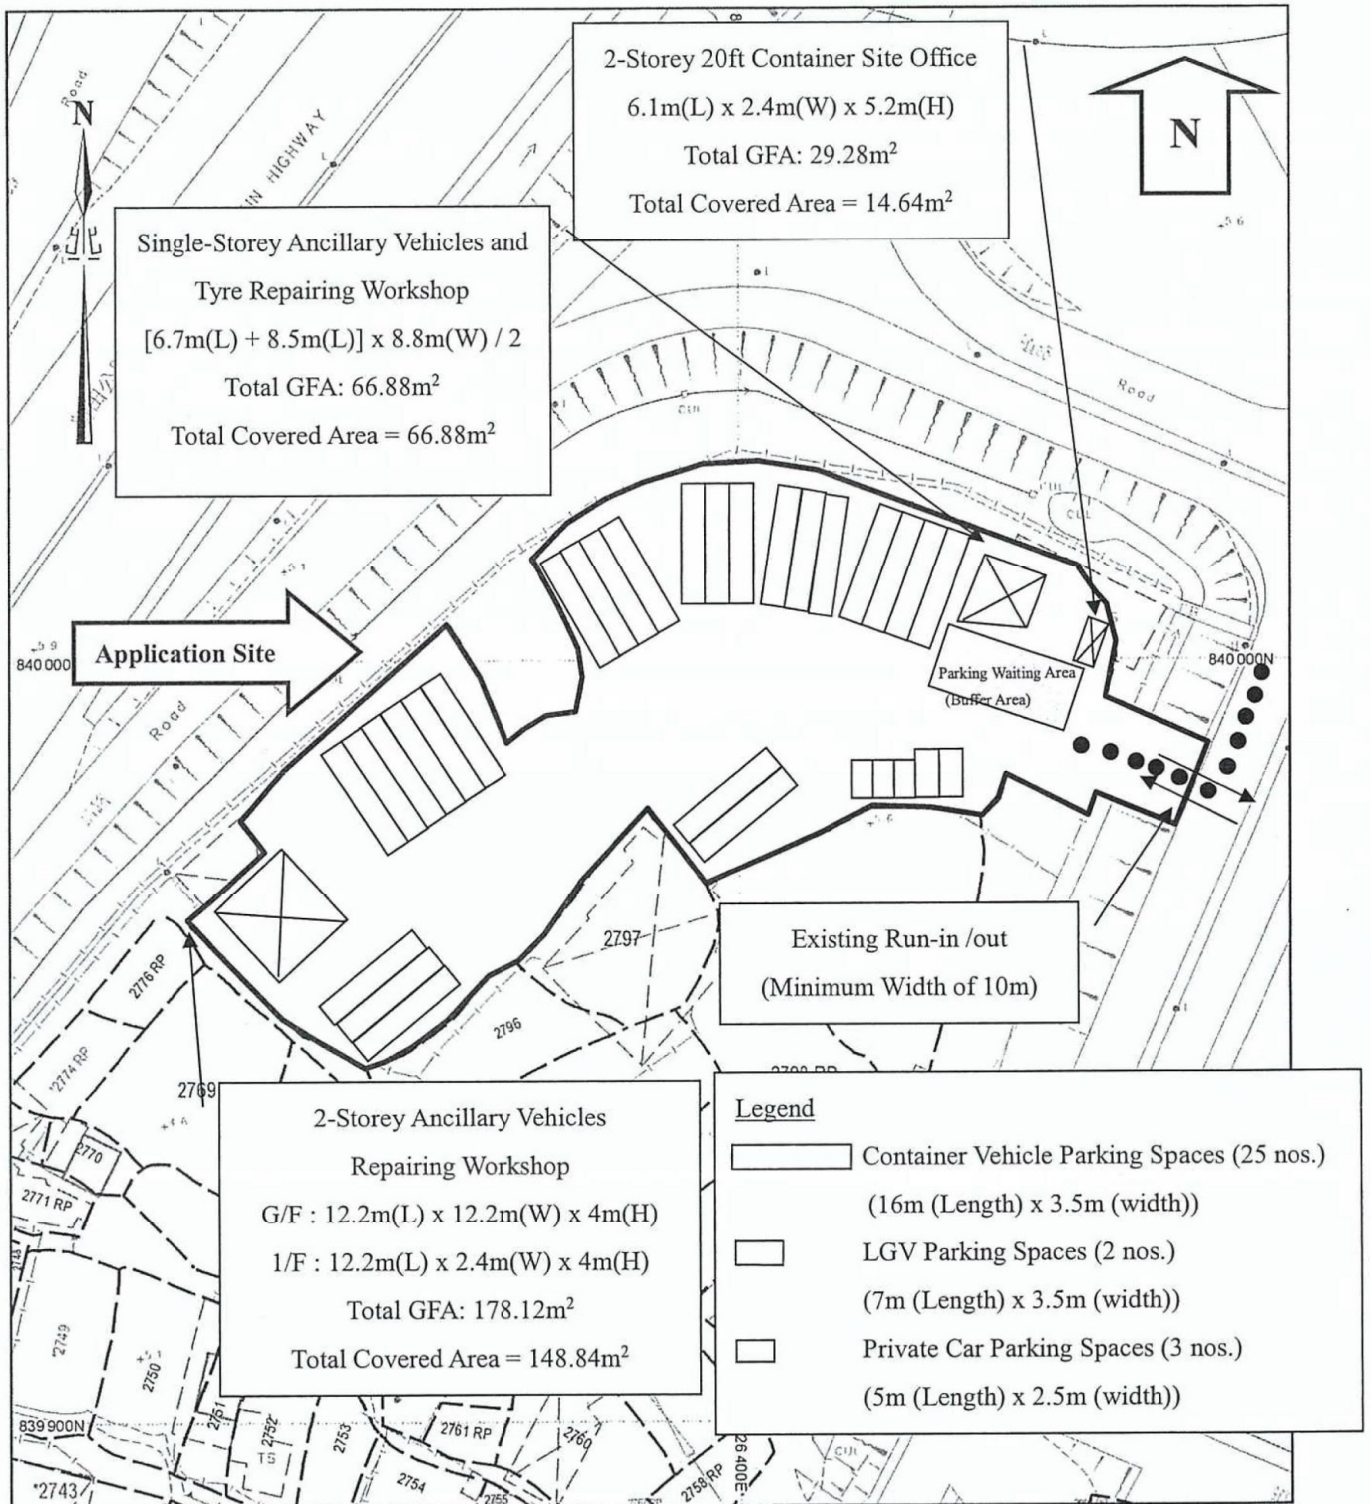 2-Storey 20ft Container Site Office
6.1m(L) x 2.4m(W) x 5.2m(H)
Total GFA: 29.28m²
Total Covered Area = 14.64m²
N
N
Road
IN HIGHWAY
Single-Storey Ancillary Vehicles and
Tyre Repairing Workshop
[6.7m(L) + 8.5m(L)] x 8.8m(W) / 2
Total GFA: 66.88m²
Total Covered Area = 66.88m²
Road
Application Site
840 000
840 000N
Parking Waiting Area
(Buffer Area)
Road
Existing Run-in /out
(Minimum Width of 10m)
2797
2796
2776 RP
2774 RP
2769
2770
2771 RP
2-Storey Ancillary Vehicles
Repairing Workshop
G/F : 12.2m(L) x 12.2m(W) x 4m(H)
1/F : 12.2m(L) x 2.4m(W) x 4m(H)
Total GFA: 178.12m²
Total Covered Area = 148.84m²
Legend
Container Vehicle Parking Spaces (25 nos.)
(16m (Length) x 3.5m (width))
LGV Parking Spaces (2 nos.)
(7m (Length) x 3.5m (width))
Private Car Parking Spaces (3 nos.)
(5m (Length) x 2.5m (width))
2749
2750
2751
2752
TS
2753
2754
2755
2761 RP
2760
2758 RP
839 900N
*2743